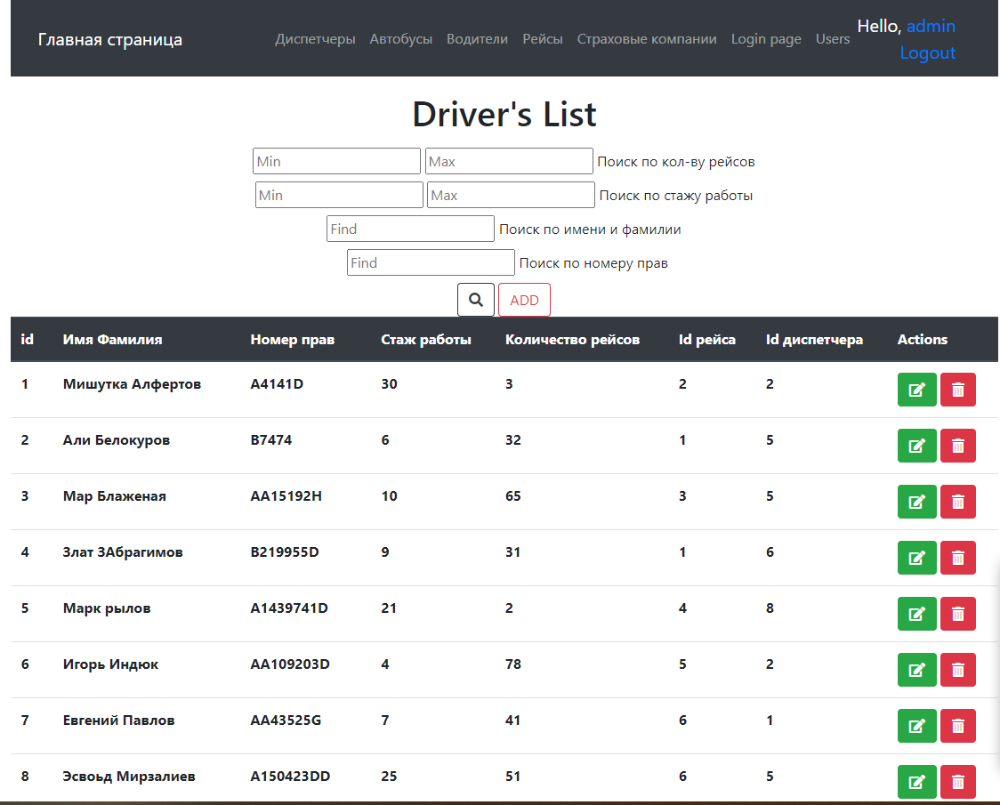 Главная страница Диспетчеры Автобусы Водители Рейсы Страховые компании Login page Users Hello, admin
Logout
Driver's List
Min Max Поиск по кол-ву рейсов
Min Max Поиск по стажу работы
Find Поиск по имени и фамилии
Find Поиск по номеру прав
ADD
id Имя Фамилия Номер прав Стаж работы Количество рейсов Id рейса Id диспетчера Actions
1 Мишутка Алфертов A4141D 30 3 2 2
2 Али Белокуров B7474 6 32 1 5
3 Мар Блаженая AA15192H 10 65 3 5
4 Злат ЗАбрагимов B219955D 9 31 1 6
5 Марк рылов A1439741D 21 2 4 8
6 Игорь Индюк AA109203D 4 78 5 2
7 Евгений Павлов AA43525G 7 41 6 1
8 Эсвоьд Мирзалиев A150423DD 25 51 6 5